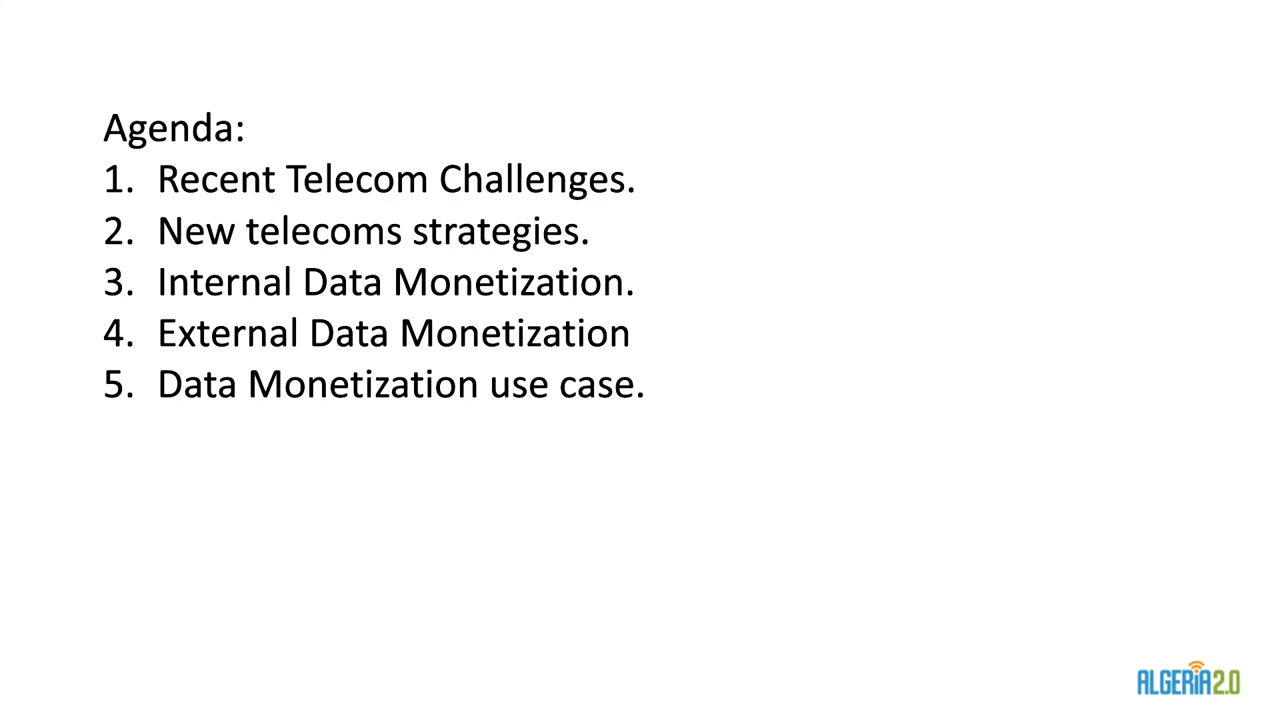 Agenda:
1. Recent Telecom Challenges.
2. New telecoms strategies.
3. Internal Data Monetization.
4. External Data Monetization
5. Data Monetization use case.
ALGERiA2.0